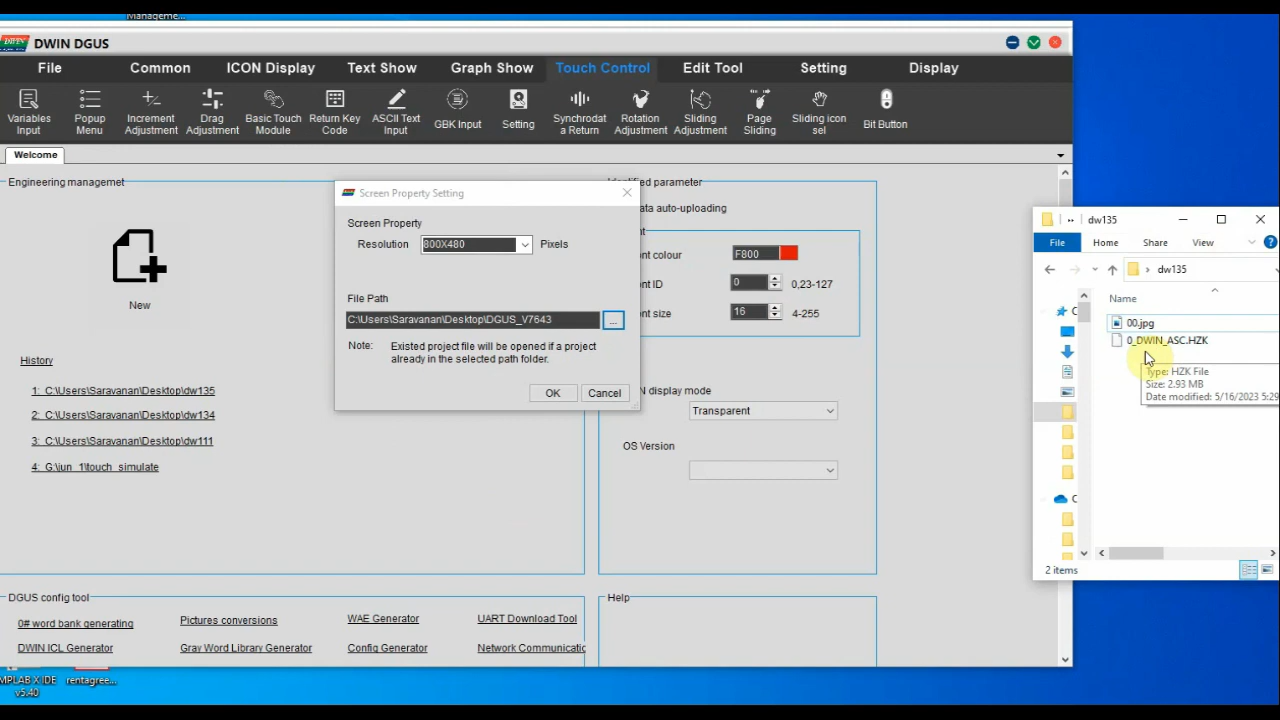 Manageme...
DWIN DGUS
File Common ICON Display Text Show Graph Show Touch Control Edit Tool Setting Display
Variables Input
Popup Menu
Increment Adjustment
Drag Adjustment
Basic Touch Module
Return Key Code
ASCII Text Input
GBK Input
Setting
Synchrodat a Return
Rotation Adjustment
Sliding Adjustment
Page Sliding
Sliding icon sel
Bit Button
Welcome
Engineering managemet
New
History
1: C:\Users\Saravanan\Desktop\dw135
2: C:\Users\Saravanan\Desktop\dw134
3: C:\Users\Saravanan\Desktop\dw111
4: G:\jun_1\touch_simulate
Screen Property Setting
Screen Property
Resolution 800X480 Pixels
File Path
C:\Users\Saravanan\Desktop\DGUS_V7643 ...
Note: Existed project file will be opened if a project
already in the selected path folder.
OK Cancel
parameter
auto-uploading
colour F800
ID 0 0,23-127
size 16 4-255
display mode
Transparent
OS Version
DGUS config tool
0# word bank generating
Pictures conversions
WAE Generator
UART Download Tool
DWIN ICL Generator
Gray Word Library Generator
Config Generator
Network Communicatic
Help
dw135
File Home Share View
dw135
Name
00.jpg
0_DWIN_ASC.HZK
Type: HZK File
Size: 2.93 MB
Date modified: 5/16/2023 5:29
2 items
MPLAB X IDE
v5.40
rentagree...